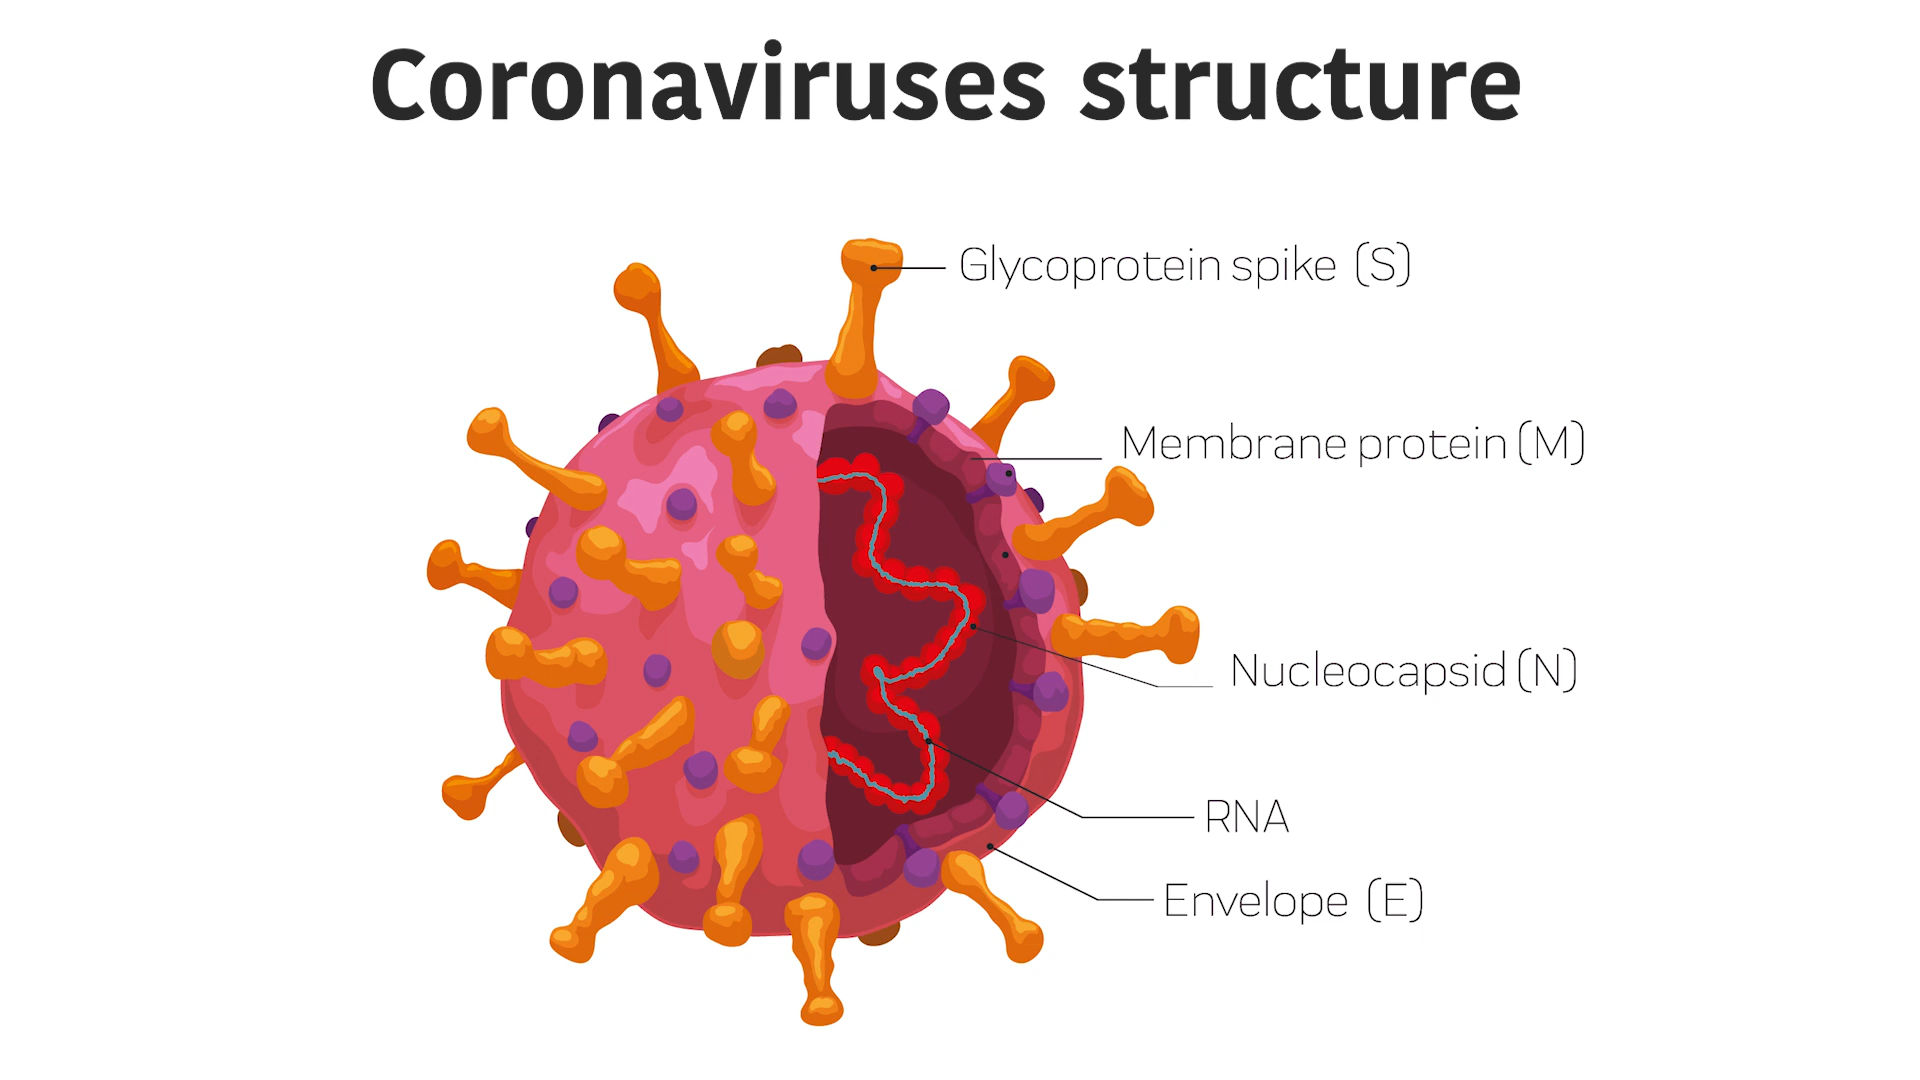 Coronaviruses structure
Glycoprotein spike (S)
Membrane protein (M)
Nucleocapsid (N)
RNA
Envelope (E)